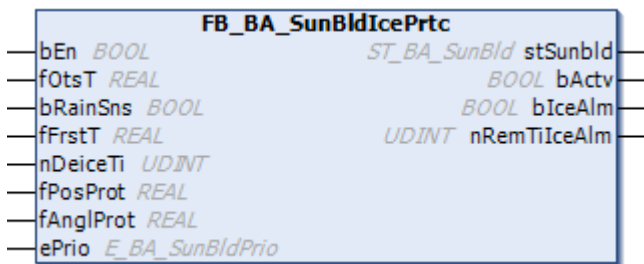 FB_BA_SunBldIcePrtc
bEn BOOL ST_BA_SunBld stSunbld
fOtsT REAL BOOL bActv
bRainSns BOOL BOOL bIceAlm
fFrstT REAL UDINT nRemTiIceAlm
nDeiceTi UDINT
fPosProt REAL
fAnglProt REAL
ePrio E_BA_SunBldPrio